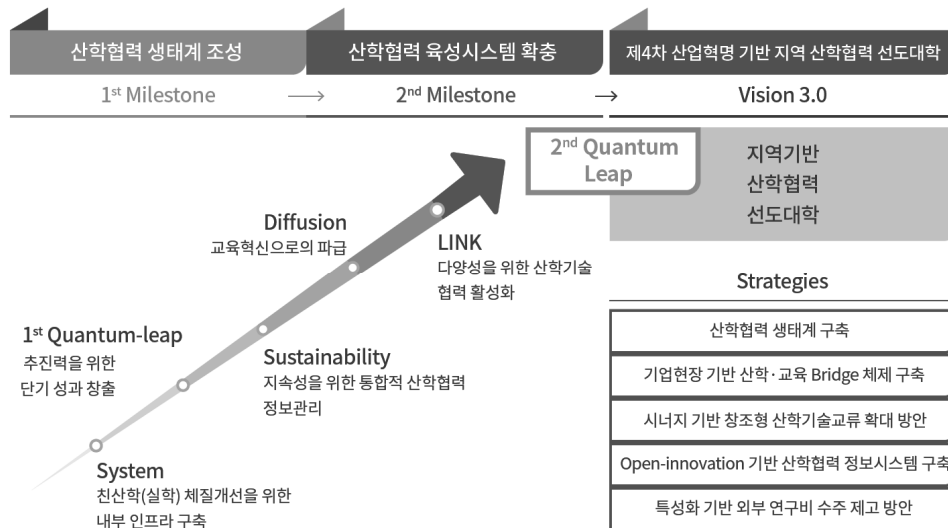 산학협력 생태계 조성
산학협력 육성시스템 확충
제4차 산업혁명 기반 지역 산학협력 선도대학
1st Milestone
2nd Milestone
Vision 3.0
2nd Quantum
Leap
지역기반
산학협력
선도대학
Diffusion
교육혁신으로의 파급
LINK
다양성을 위한 산학기술
협력 활성화
1st Quantum-leap
추진력을 위한
단기 성과 창출
Sustainability
지속성을 위한 통합적 산학협력
정보관리
System
친산학(실학) 체질개선을 위한
내부 인프라 구축
Strategies
산학협력 생태계 구축
기업현장 기반 산학·교육 Bridge 체제 구축
시너지 기반 창조형 산학기술교류 확대 방안
Open-innovation 기반 산학협력 정보시스템 구축
특성화 기반 외부 연구비 수주 제고 방안